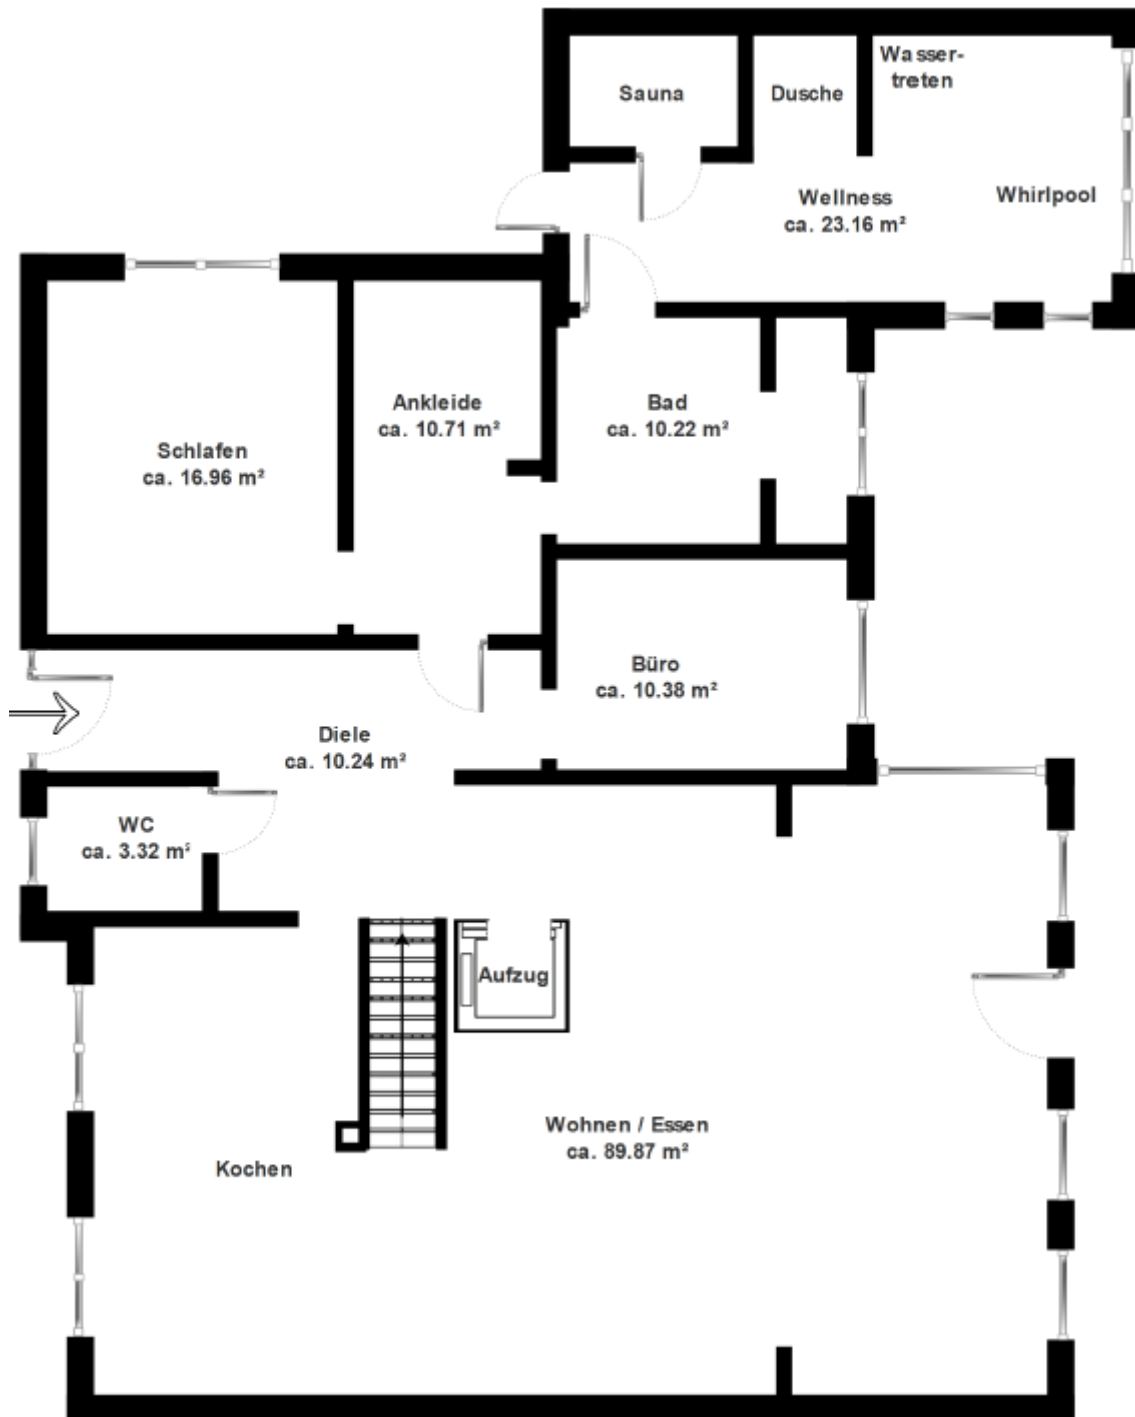 Sauna
Dusche
Wasser-
treten
Wellness
ca. 23.16 m²
Whirlpool
Ankleide
ca. 10.71 m²
Bad
ca. 10.22 m²
Schlafen
ca. 16.96 m²
Büro
ca. 10.38 m²
Diele
ca. 10.24 m²
WC
ca. 3.32 m²
Aufzug
Wohnen / Essen
ca. 89.87 m²
Kochen